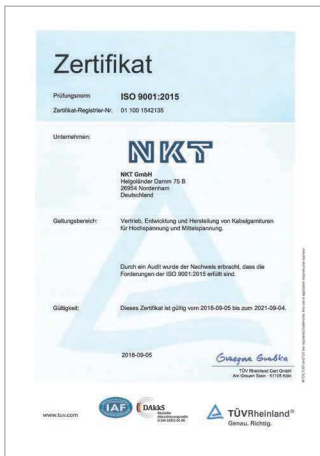 Zertifikat
Prüfungsnorm ISO 9001:2015
Zertifikat-Registrier-Nr. 01 100 1542135
Unternehmen:
NKT
NKT GmbH
Helgoländer Damm 75 B
26954 Nordenham
Deutschland
Geltungsbereich: Vertrieb, Entwicklung und Herstellung von Kabelgarnituren
für Hochspannung und Mittelspannung.
Durch ein Audit wurde der Nachweis erbracht, dass die
Forderungen der ISO 9001:2015 erfüllt sind.
Gültigkeit: Dieses Zertifikat ist gültig vom 2018-09-05 bis zum 2021-09-04.
2018-09-05
TÜV Rheinland Cert GmbH
Am Grauen Stein · 51105 Köln
www.tuv.com
IAF
DAkkS
Deutsche
Akkreditierungsstelle
TÜVRheinland®
Genau. Richtig.